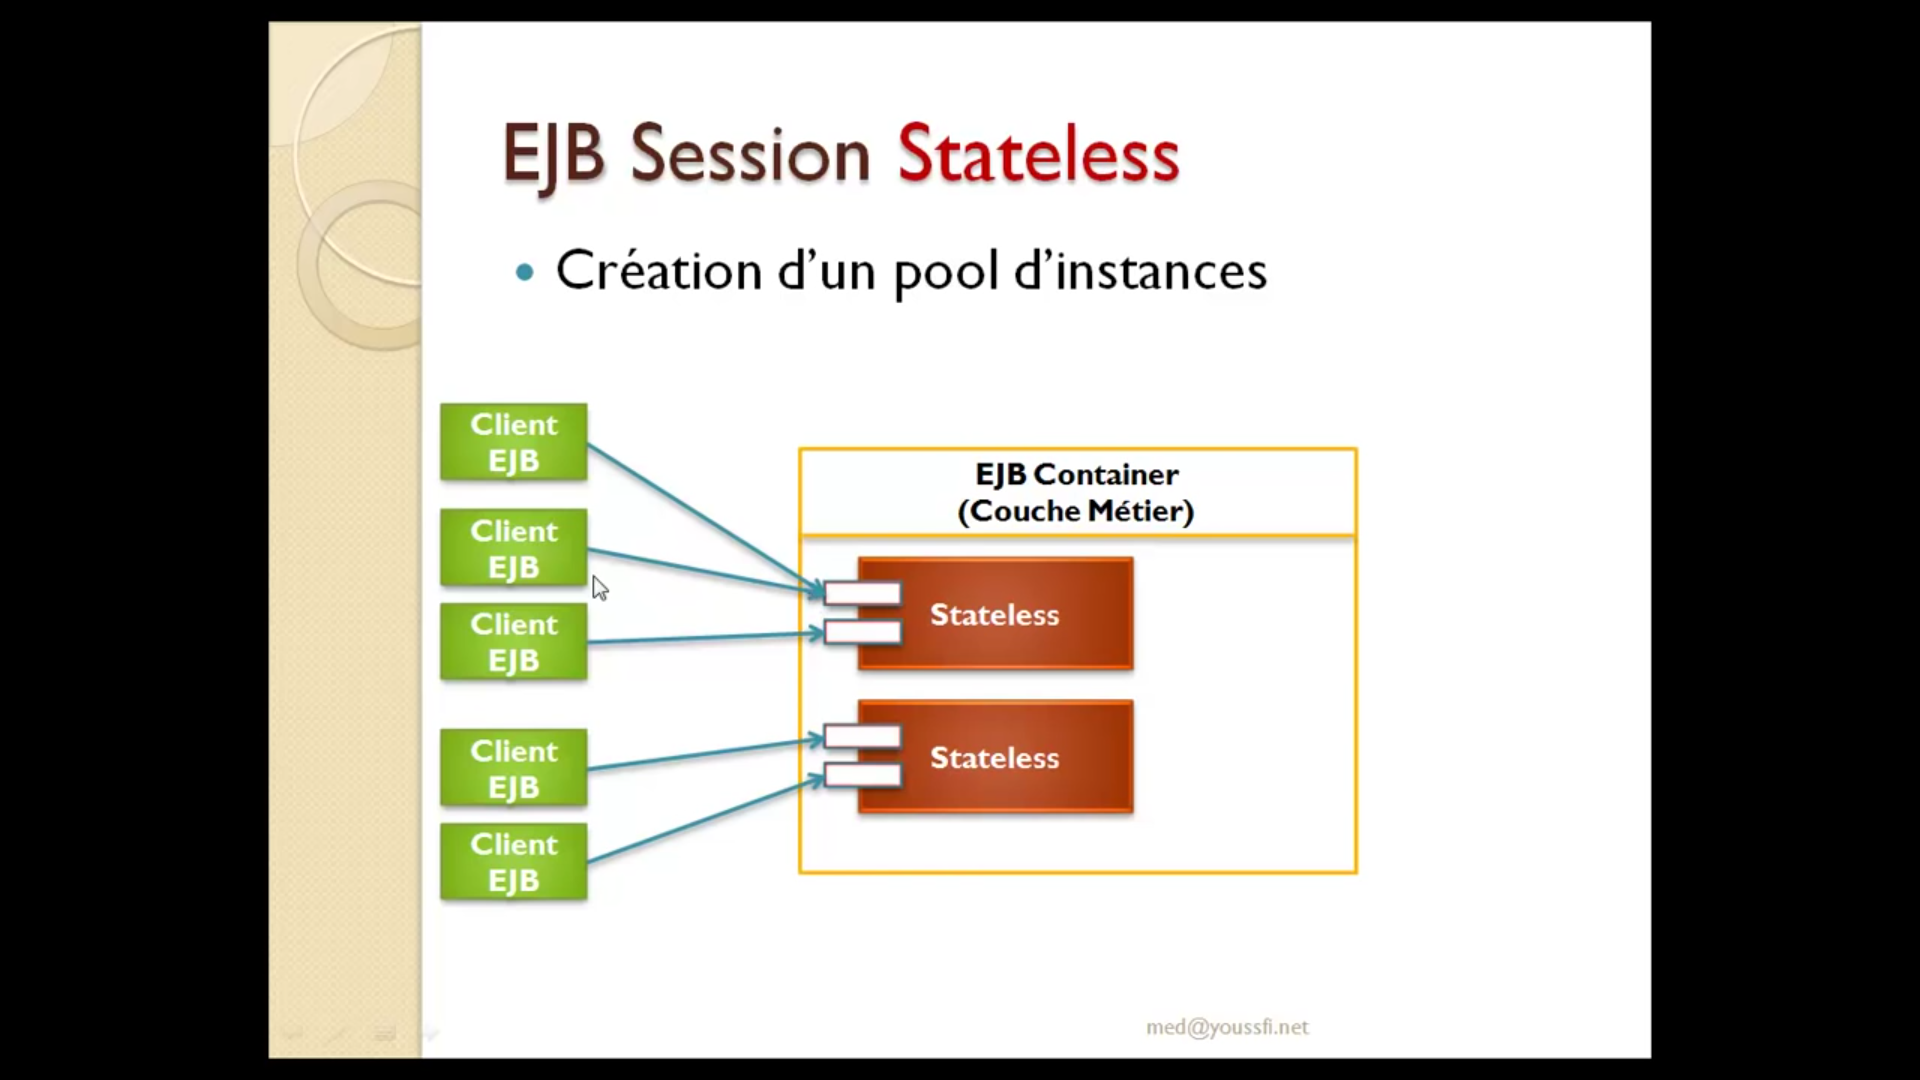 EJB Session Stateless
• Création d’un pool d’instances
Client
EJB
Client
EJB
Client
EJB
Client
EJB
Client
EJB
EJB Container
(Couche Métier)
Stateless
Stateless
med@youssfi.net